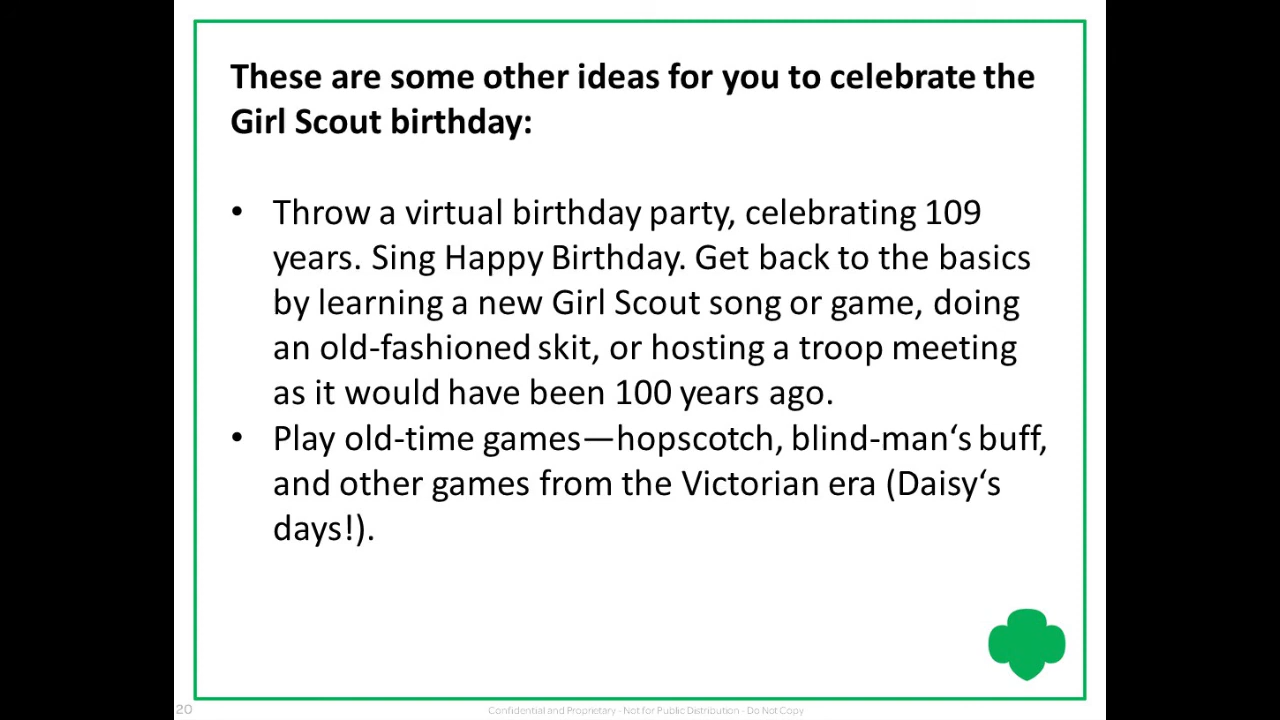 These are some other ideas for you to celebrate the
Girl Scout birthday:
• Throw a virtual birthday party, celebrating 109
years. Sing Happy Birthday. Get back to the basics
by learning a new Girl Scout song or game, doing
an old-fashioned skit, or hosting a troop meeting
as it would have been 100 years ago.
• Play old-time games—hopscotch, blind-man‘s buff,
and other games from the Victorian era (Daisy‘s
days!).
20
Confidential and Proprietary - Not for Public Distribution - Do Not Copy